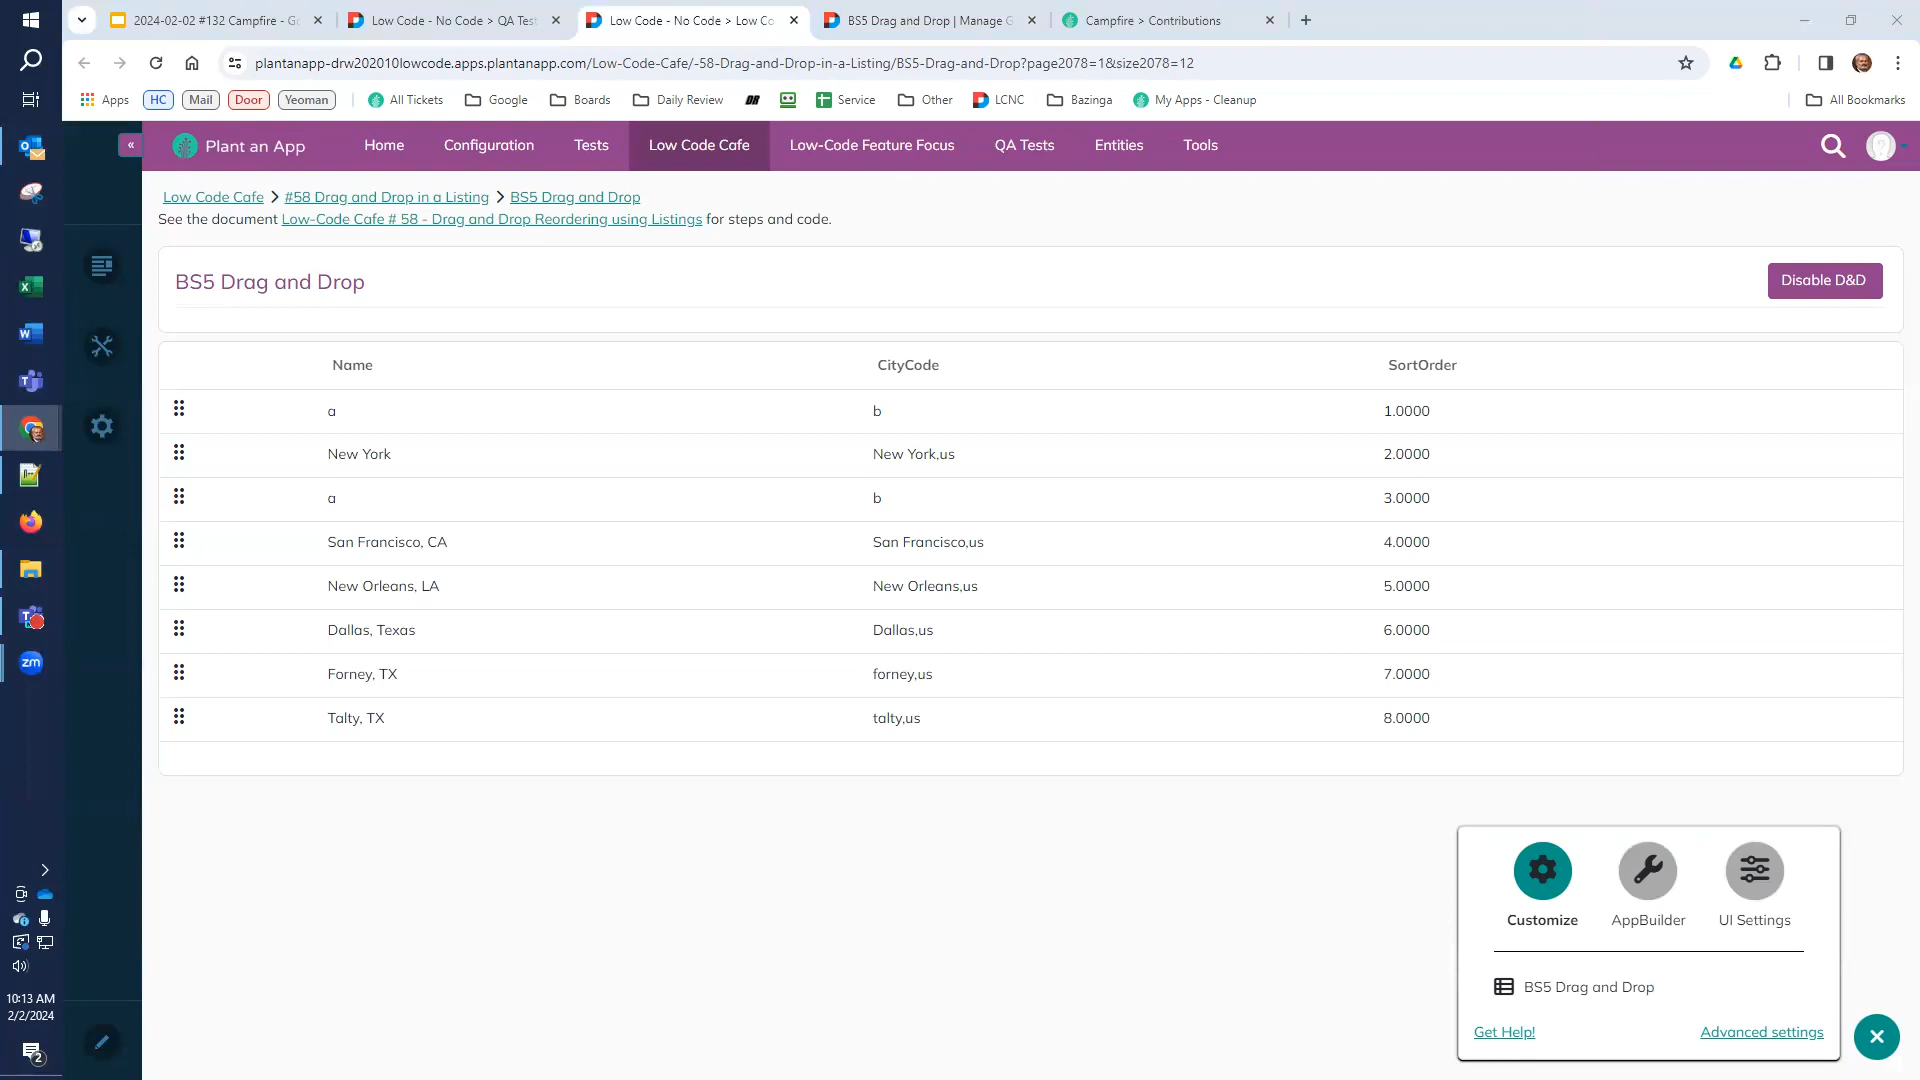 2024-02-02 #132 Campfire - Go
Low Code - No Code > QA Test
Low Code - No Code > Low Co
BS5 Drag and Drop | Manage G
Campfire > Contributions
plantanapp-drw202010lowcode.apps.plantanapp.com/Low-Code-Cafe/-58-Drag-and-Drop-in-a-Listing/BS5-Drag-and-Drop?page2078=1&size2078=12
Apps HC Mail Door Yeoman All Tickets Google Boards Daily Review DR Service Other LCNC Bazinga My Apps - Cleanup All Bookmarks
« Plant an App Home Configuration Tests Low Code Cafe Low-Code Feature Focus QA Tests Entities Tools
Low Code Cafe > #58 Drag and Drop in a Listing > BS5 Drag and Drop
See the document Low-Code Cafe # 58 - Drag and Drop Reordering using Listings for steps and code.
BS5 Drag and Drop
Disable D&D
Name CityCode SortOrder
a b 1.0000
New York New York,us 2.0000
a b 3.0000
San Francisco, CA San Francisco,us 4.0000
New Orleans, LA New Orleans,us 5.0000
Dallas, Texas Dallas,us 6.0000
Forney, TX forney,us 7.0000
Talty, TX talty,us 8.0000
Customize AppBuilder UI Settings
BS5 Drag and Drop
Get Help! Advanced settings
zm
10:13 AM
2/2/2024
2